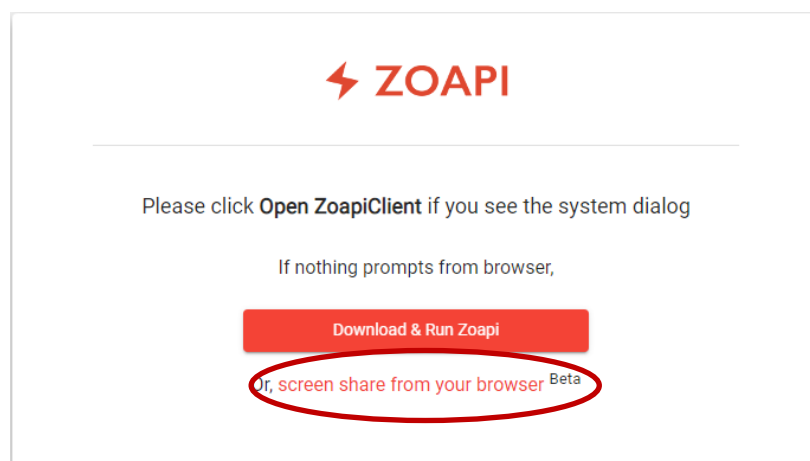 ZOAPI
Please click Open ZoapiClient if you see the system dialog
If nothing prompts from browser,
Download & Run Zoapi
Or, screen share from your browser Beta